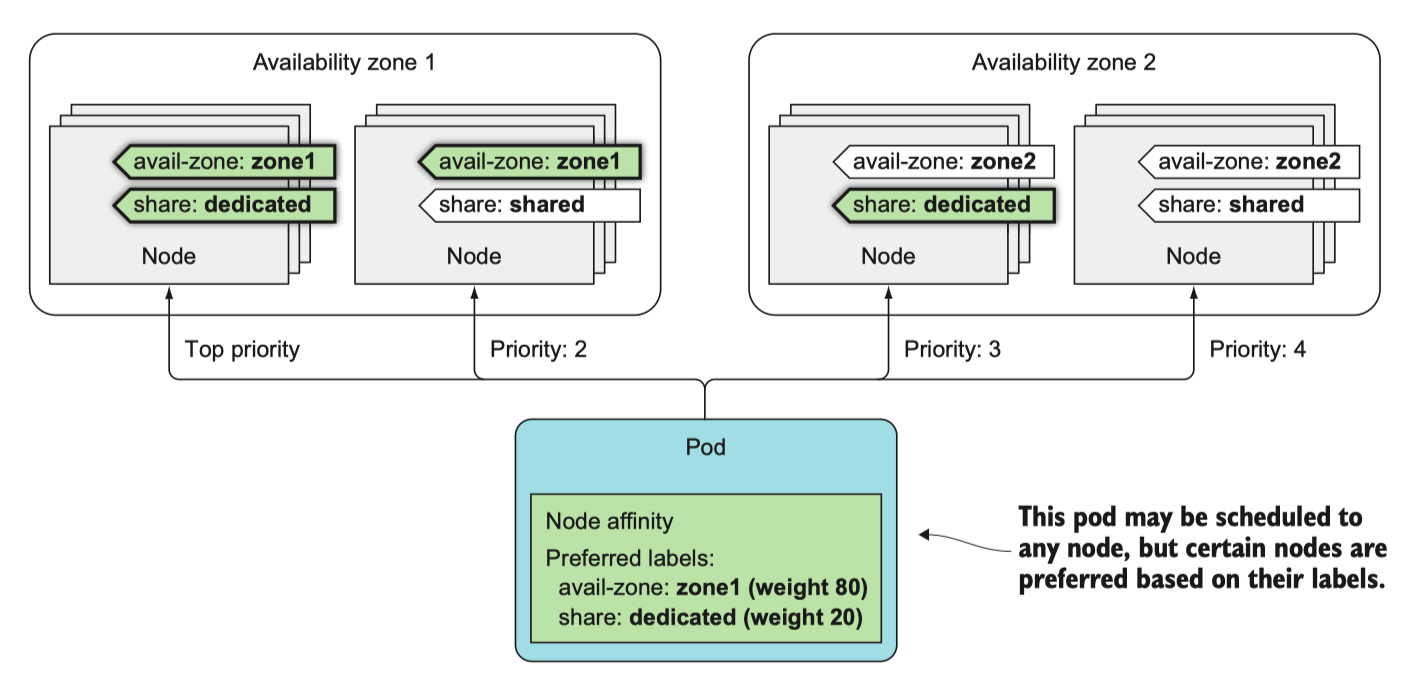 Availability zone 1
avail-zone: zone1
share: dedicated
Node
avail-zone: zone1
share: shared
Node
Availability zone 2
avail-zone: zone2
share: dedicated
Node
avail-zone: zone2
share: shared
Node
Top priority
Priority: 2
Priority: 3
Priority: 4
Pod
Node affinity
Preferred labels:
avail-zone: zone1 (weight 80)
share: dedicated (weight 20)
This pod may be scheduled to
any node, but certain nodes are
preferred based on their labels.